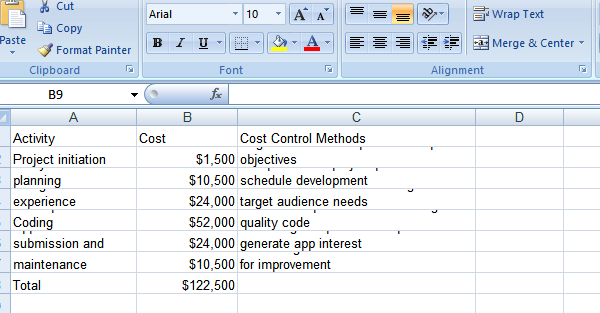 Cut
Arial 10 A A Wrap Text
Copy
Paste
Format Painter B I U A Merge & Center
Clipboard Font Alignment
B9 fx
A B C D
Activity Cost Cost Control Methods
Project initiation $1,500 objectives
planning $10,500 schedule development
experience $24,000 target audience needs
Coding $52,000 quality code
submission and $24,000 generate app interest
maintenance $10,500 for improvement
Total $122,500